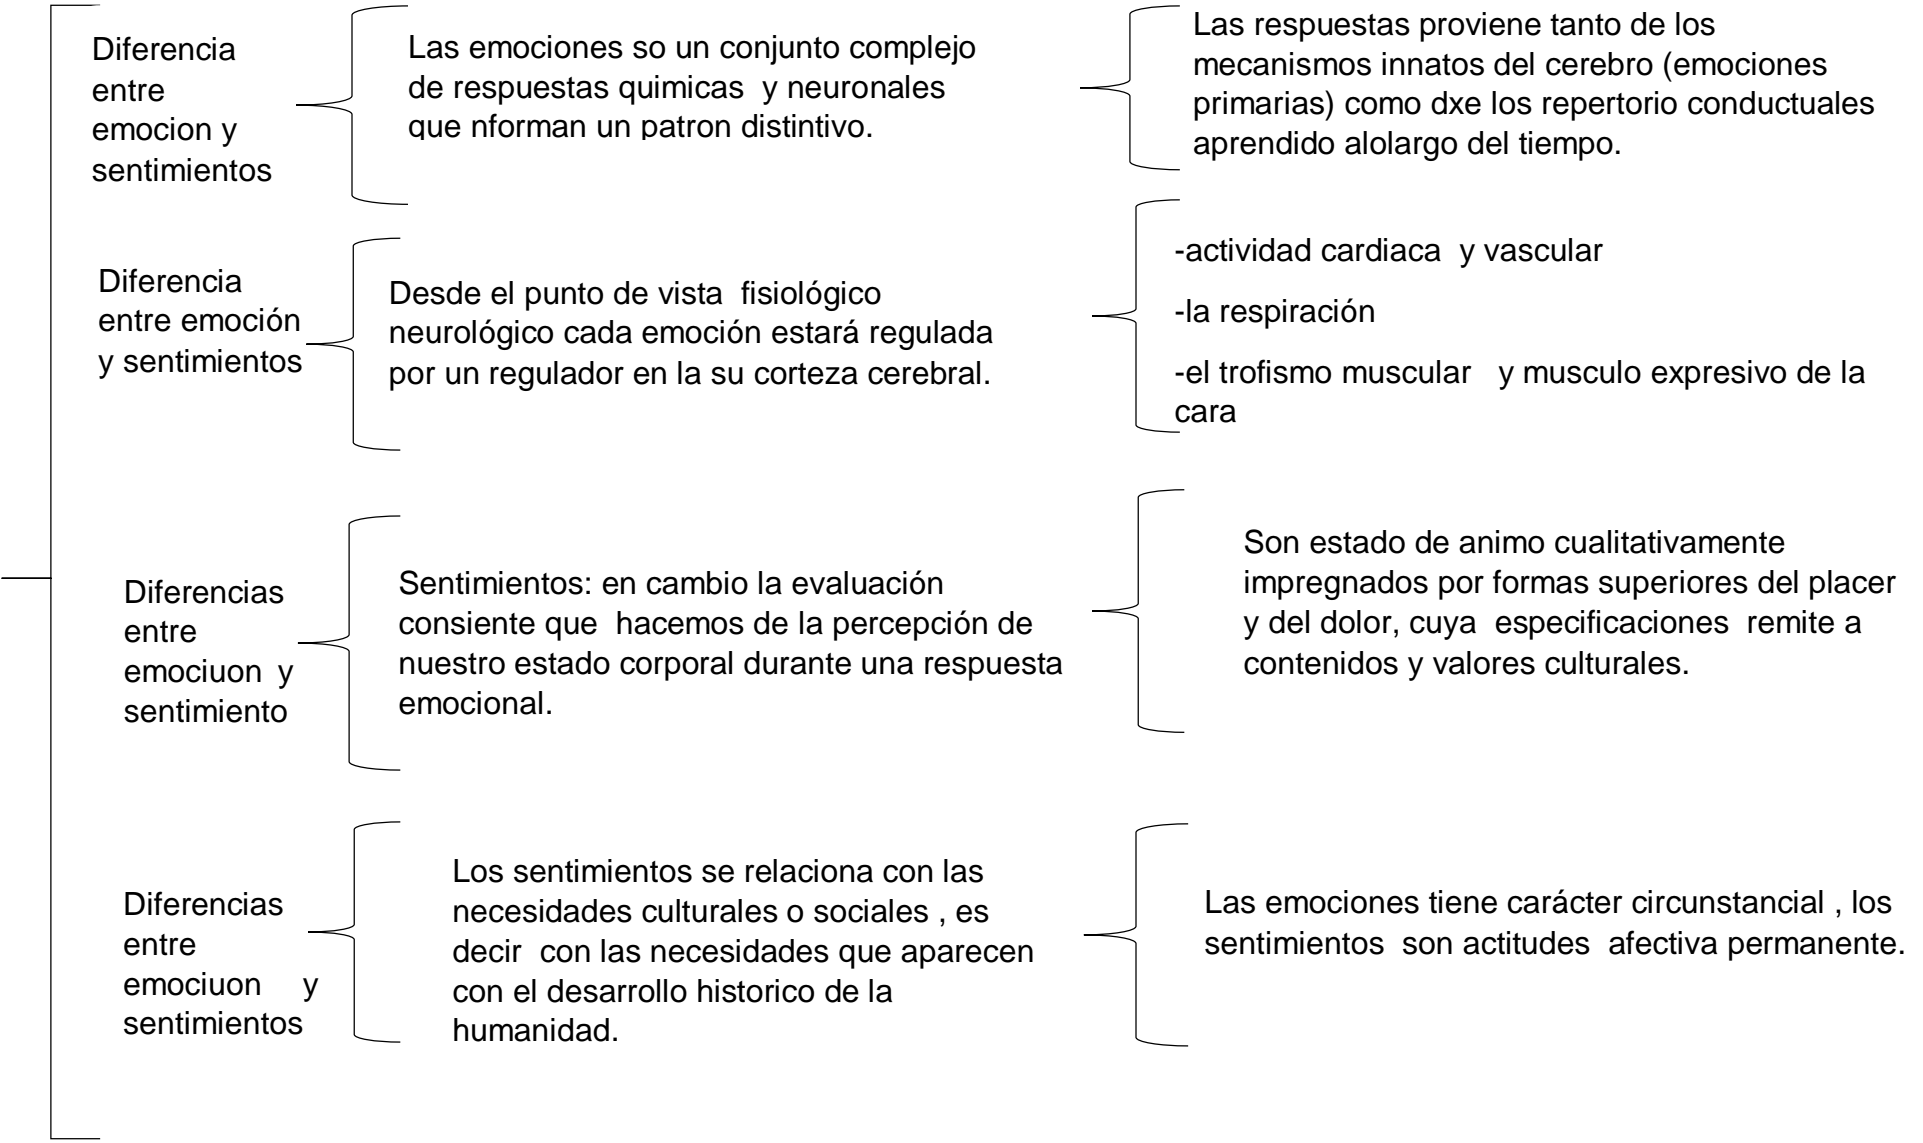 Diferencia
entre
emocion y
sentimientos
Las emociones so un conjunto complejo
de respuestas quimicas y neuronales
que nforman un patron distintivo.
Las respuestas proviene tanto de los
mecanismos innatos del cerebro (emociones
primarias) como dxe los repertorio conductuales
aprendido alolargo del tiempo.
Diferencia
entre emoción
y sentimientos
Desde el punto de vista fisiológico
neurológico cada emoción estará regulada
por un regulador en la su corteza cerebral.
-actividad cardiaca y vascular
-la respiración
-el trofismo muscular y musculo expresivo de la
cara
Diferencias
entre
emociuon y
sentimiento
Sentimientos: en cambio la evaluación
consiente que hacemos de la percepción de
nuestro estado corporal durante una respuesta
emocional.
Son estado de animo cualitativamente
impregnados por formas superiores del placer
y del dolor, cuya especificaciones remite a
contenidos y valores culturales.
Diferencias
entre
emociuon y
sentimientos
Los sentimientos se relaciona con las
necesidades culturales o sociales , es
decir con las necesidades que aparecen
con el desarrollo historico de la
humanidad.
Las emociones tiene carácter circunstancial , los
sentimientos son actitudes afectiva permanente.